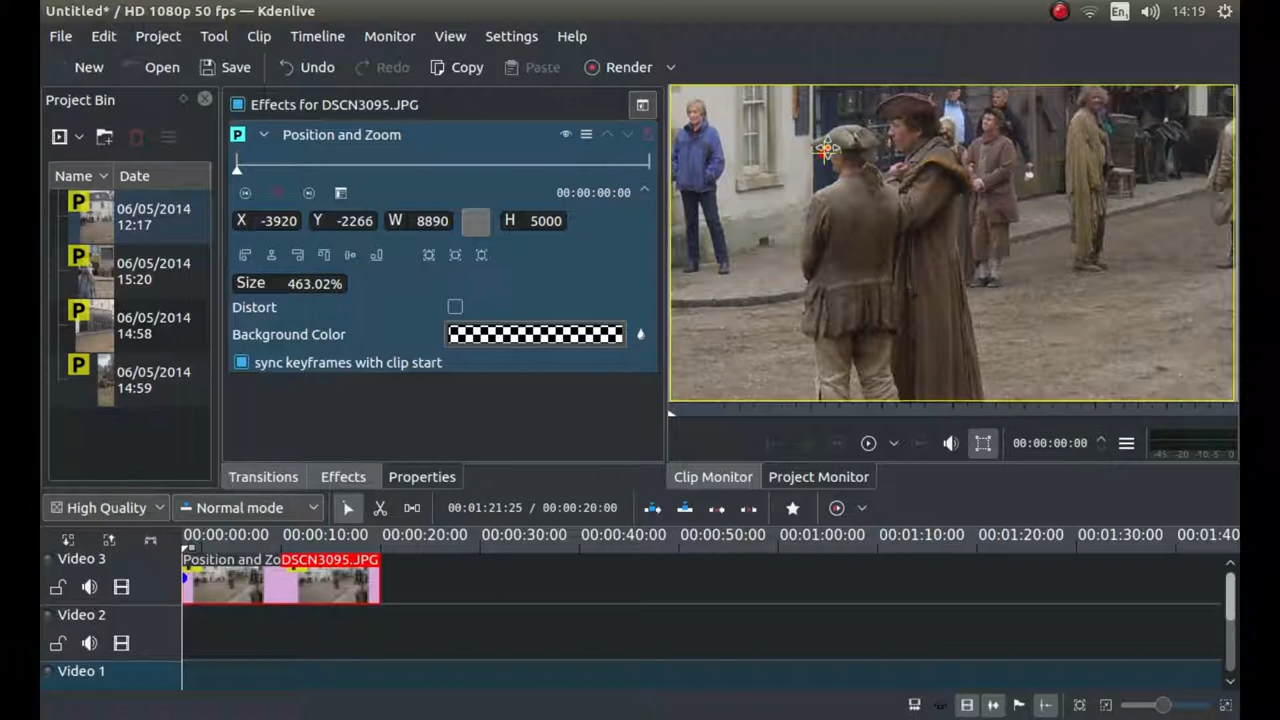 Untitled* / HD 1080p 50 fps — Kdenlive
En1
14:19
File Edit Project Tool Clip Timeline Monitor View Settings Help
New Open Save Undo Redo Copy Paste Render
Project Bin
Name Date
P 06/05/2014
12:17
P 06/05/2014
15:20
P 06/05/2014
14:58
P 06/05/2014
14:59
Effects for DSCN3095.JPG
P Position and Zoom
00:00:00:00
X -3920 Y -2266 W 8890 H 5000
Size 463.02%
Distort
Background Color
sync keyframes with clip start
00:00:00:00
-45 -20 -10 -5 0
Transitions Effects Properties
Clip Monitor Project Monitor
High Quality Normal mode 00:01:21:25 / 00:00:20:00
00:00:00:00 00:00:10:00 00:00:20:00 00:00:30:00 00:00:40:00 00:00:50:00 00:01:00:00 00:01:10:00 00:01:20:00 00:01:30:00 00:01:40
Video 3
Position and Zo DSCN3095.JPG
Video 2
Video 1